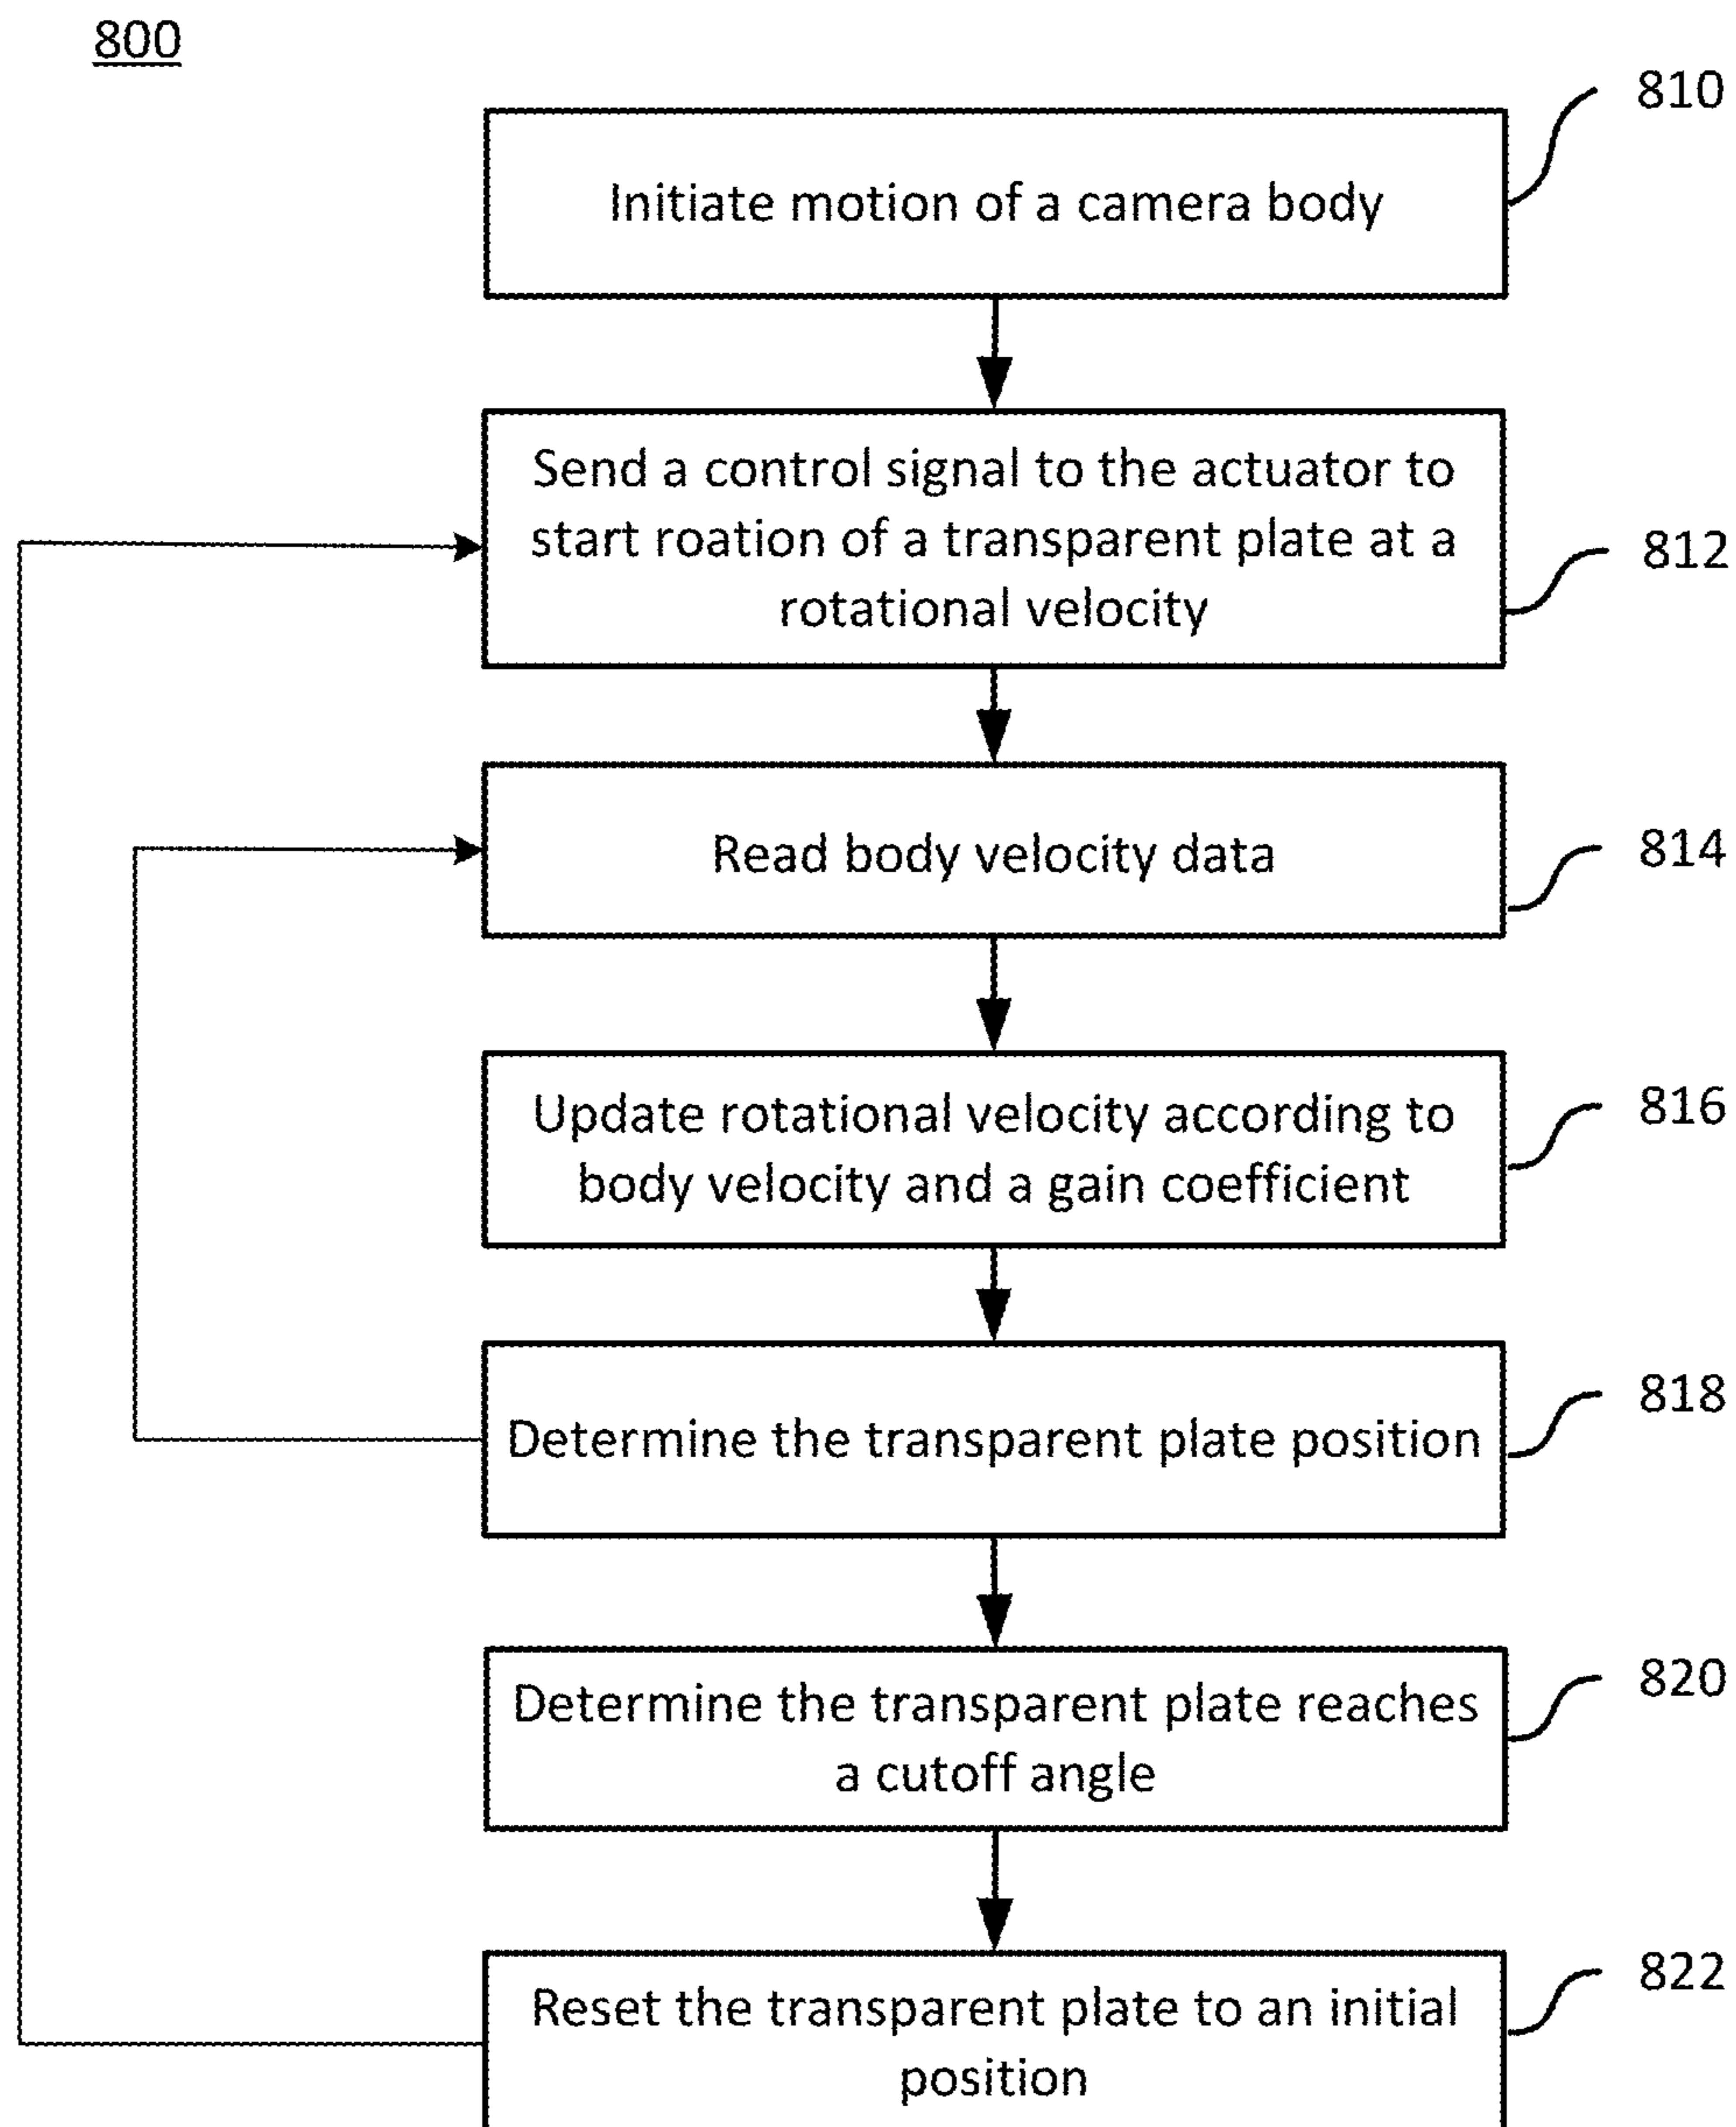 800
810
Initiate motion of a camera body
Send a control signal to the actuator to
start roation of a transparent plate at a
rotational velocity
812
Read body velocity data
814
Update rotational velocity according to
body velocity and a gain coefficient
816
Determine the transparent plate position
818
Determine the transparent plate reaches
a cutoff angle
820
Reset the transparent plate to an initial
position
822